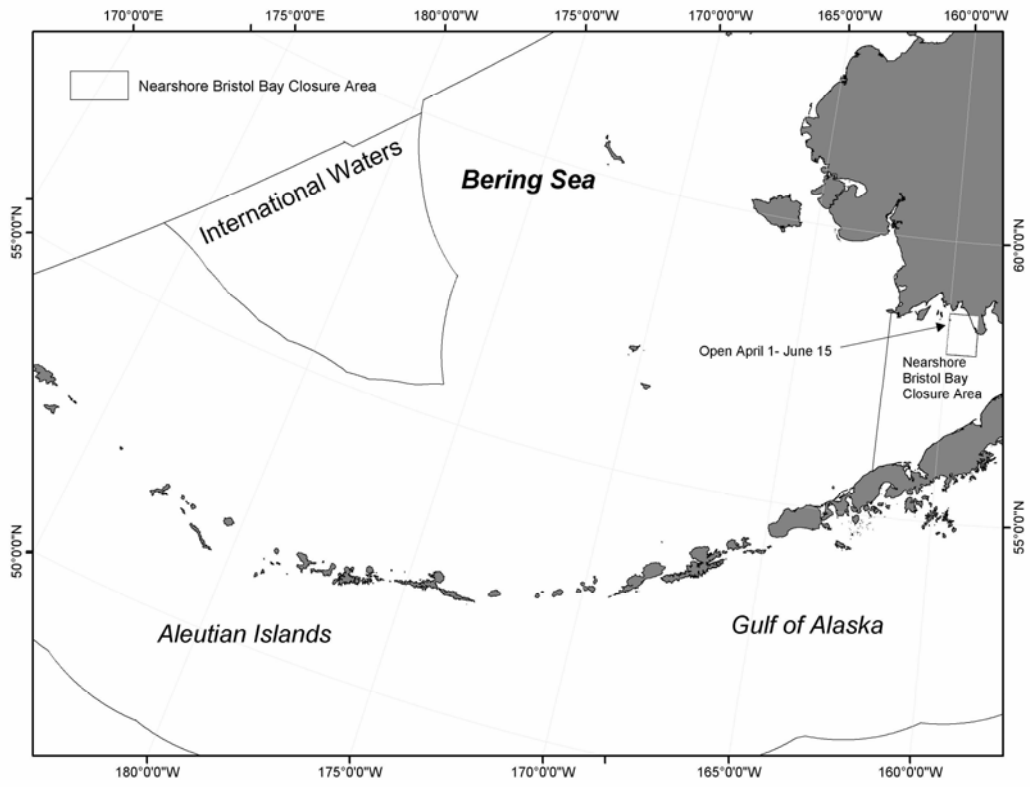 170°0'0"W 175°0'0"E 180°0'0"W 175°0'0"W 170°0'0"W 165°0'0"W 160°0'0"W
Nearshore Bristol Bay Closure Area
International Waters
Bering Sea
55°0'0"N
60°0'0"N
Open April 1- June 15
Nearshore
Bristol Bay
Closure Area
50°0'0"N
55°0'0"N
Aleutian Islands
Gulf of Alaska
180°0'0"W 175°0'0"W 170°0'0"W 165°0'0"W 160°0'0"W